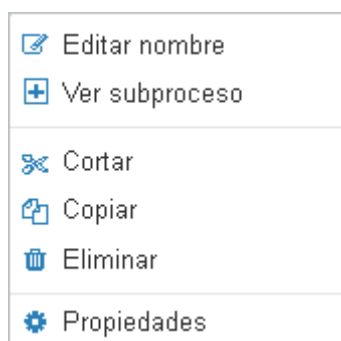 Editar nombre
Ver subproceso
Cortar
Copiar
Eliminar
Propiedades